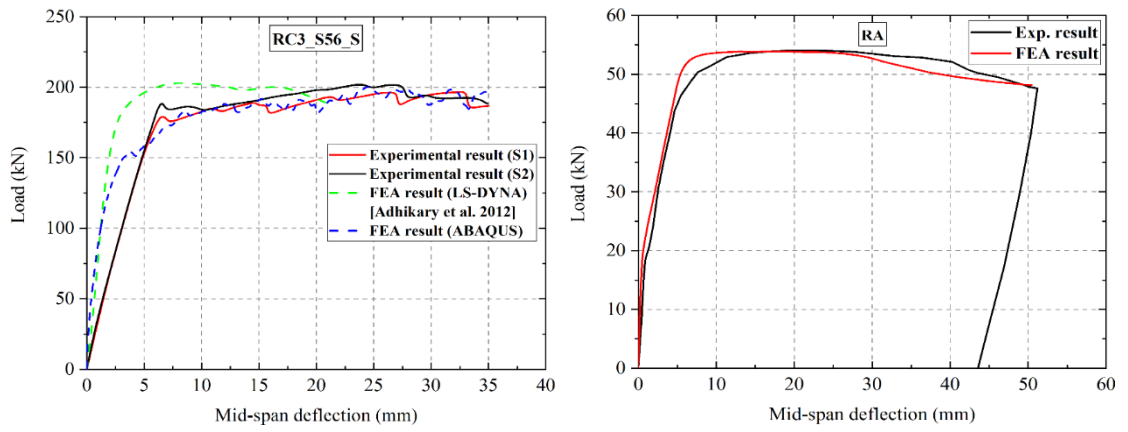 RC3_S56_S
Load (kN)
250
200
150
100
50
0
Experimental result (S1)
Experimental result (S2)
FEA result (LS-DYNA)
[Adhikary et al. 2012]
FEA result (ABAQUS)
0 5 10 15 20 25 30 35 40
Mid-span deflection (mm)
RA
Exp. result
FEA result
Load (kN)
60
50
40
30
20
10
0
0 10 20 30 40 50 60
Mid-span deflection (mm)